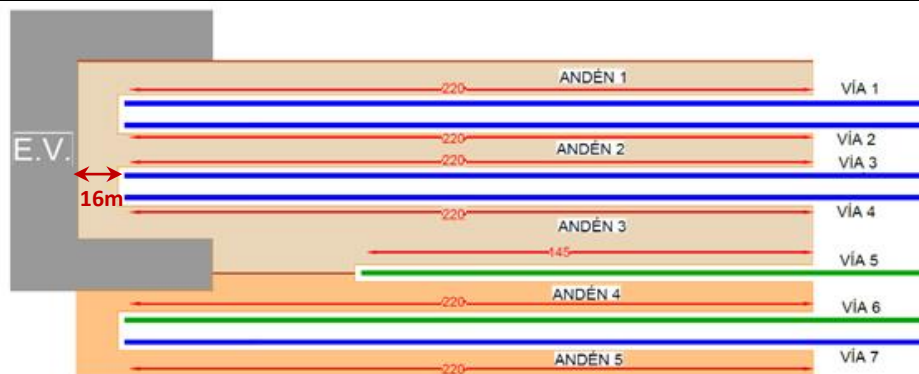 ANDÉN 1
220
VÍA 1
220
VÍA 2
E.V.
ANDÉN 2
220
VÍA 3
16m
220
VÍA 4
ANDÉN 3
145
VÍA 5
ANDÉN 4
220
VÍA 6
ANDÉN 5
VÍA 7
220